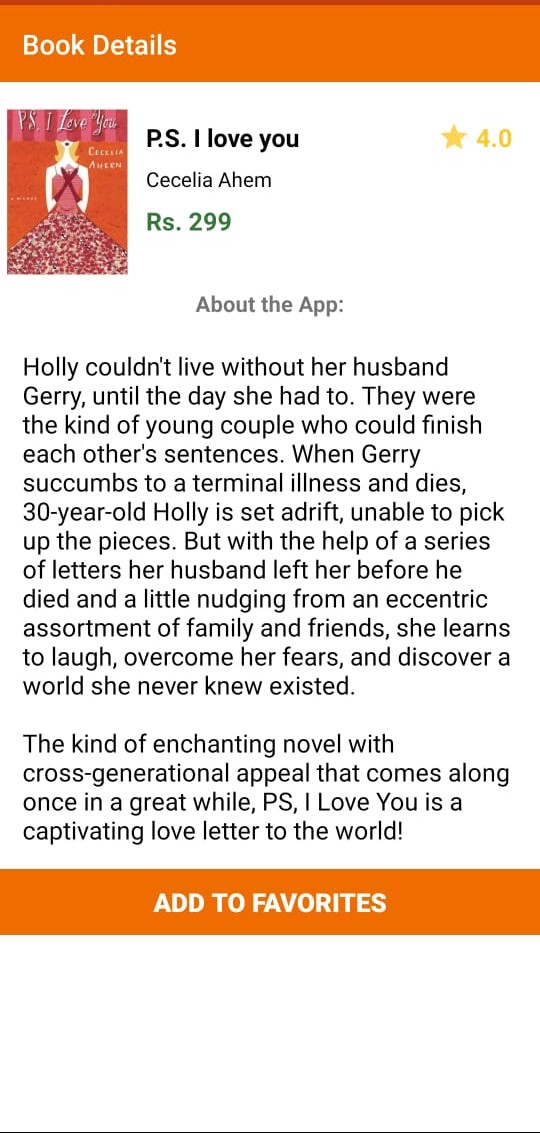 Book Details
P.S. I Love You
CECELIA
AHERN
P.S. I love you
4.0
Cecelia Ahem
Rs. 299
About the App:
Holly couldn't live without her husband
Gerry, until the day she had to. They were
the kind of young couple who could finish
each other's sentences. When Gerry
succumbs to a terminal illness and dies,
30-year-old Holly is set adrift, unable to pick
up the pieces. But with the help of a series
of letters her husband left her before he
died and a little nudging from an eccentric
assortment of family and friends, she learns
to laugh, overcome her fears, and discover a
world she never knew existed.
The kind of enchanting novel with
cross-generational appeal that comes along
once in a great while, PS, I Love You is a
captivating love letter to the world!
ADD TO FAVORITES